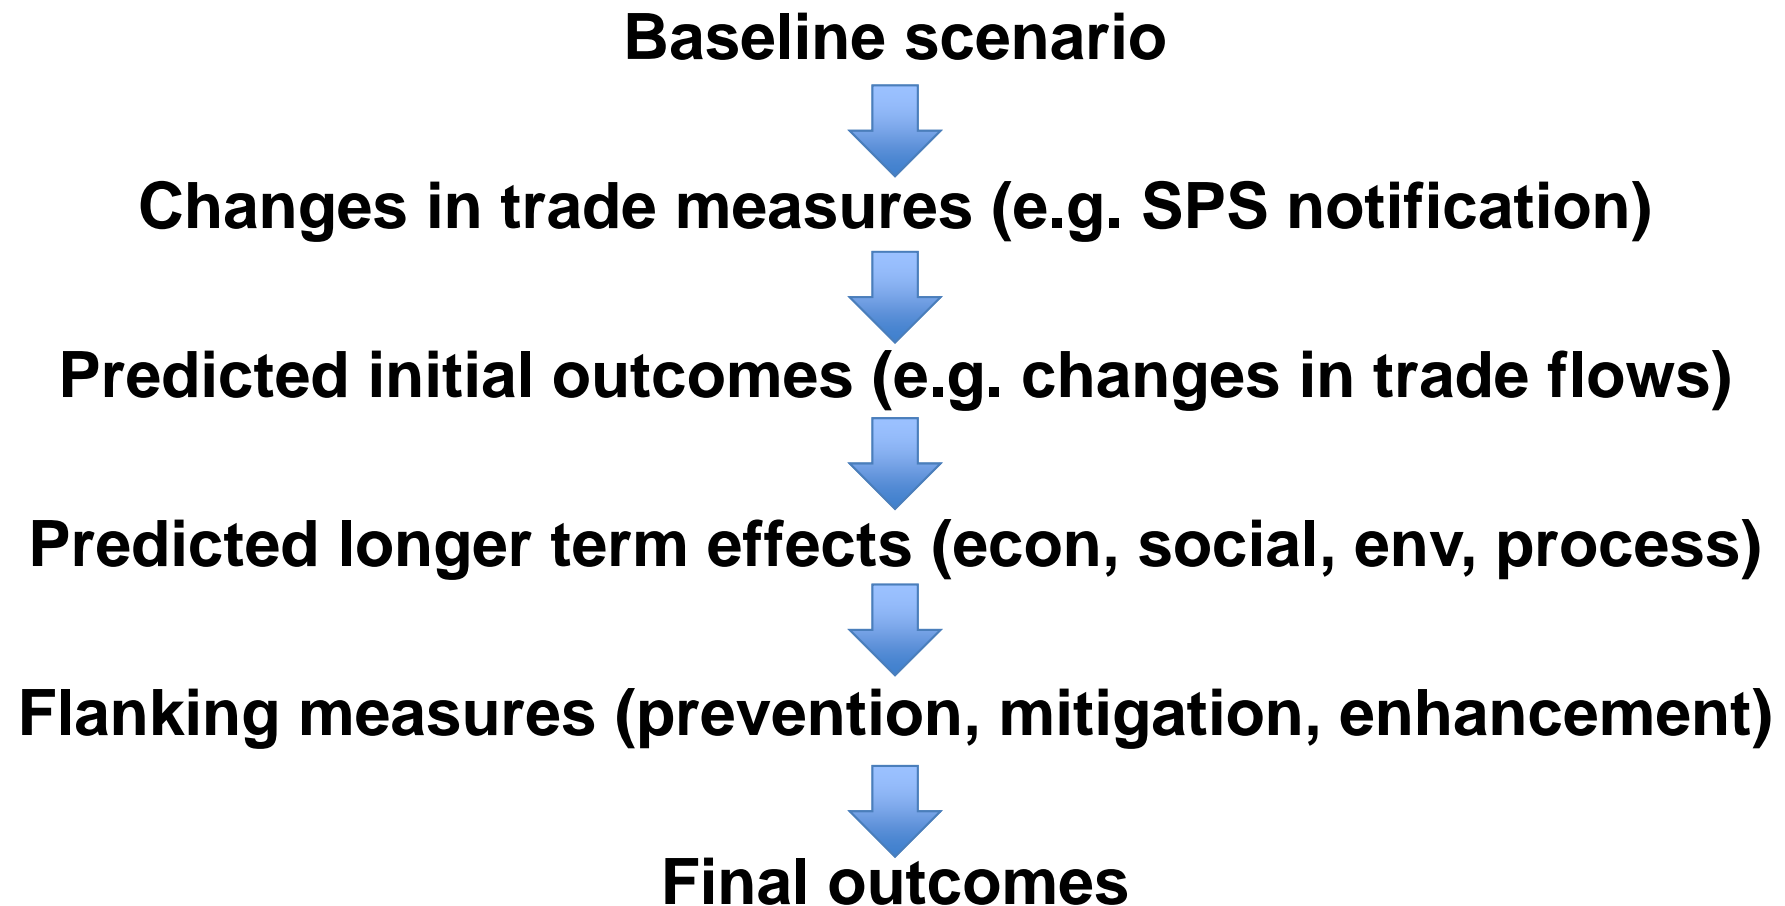 Baseline scenario
Changes in trade measures (e.g. SPS notification)
Predicted initial outcomes (e.g. changes in trade flows)
Predicted longer term effects (econ, social, env, process)
Flanking measures (prevention, mitigation, enhancement)
Final outcomes